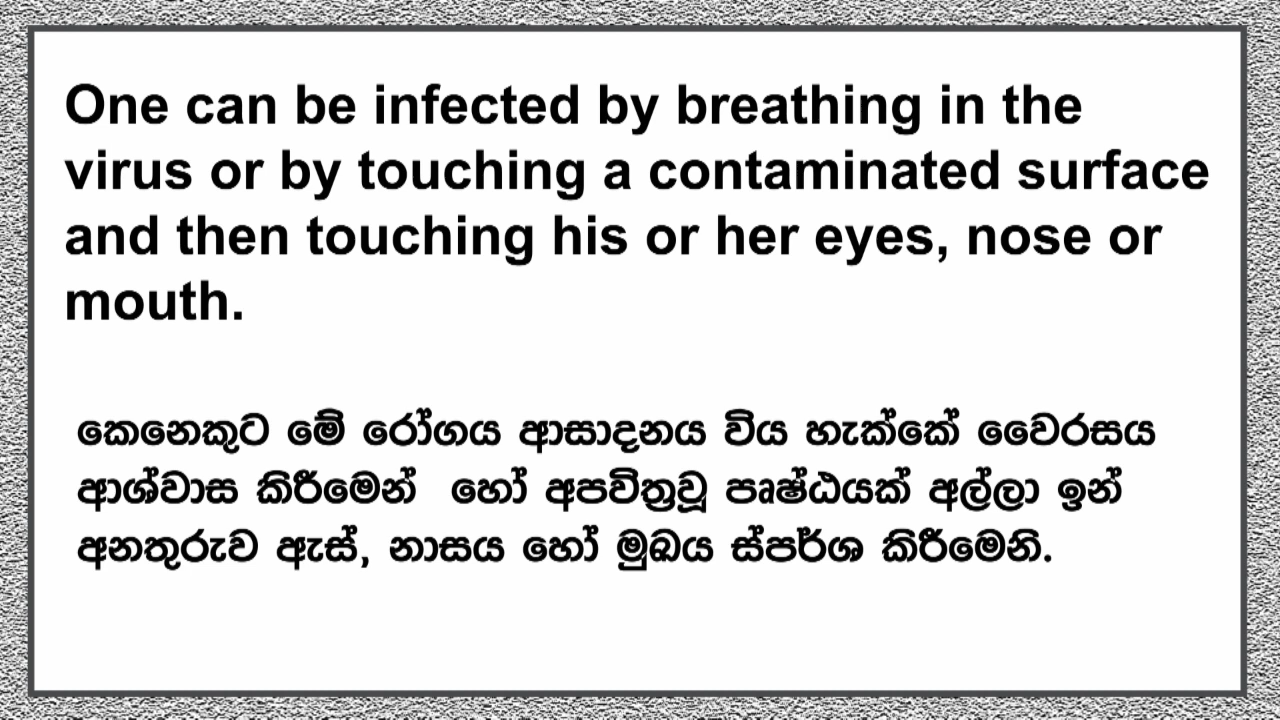 One can be infected by breathing in the
virus or by touching a contaminated surface
and then touching his or her eyes, nose or
mouth.
කෙනෙකුට මේ රෝගය ආසාදනය විය හැක්කේ වෛරසය
ආශ්වාස කිරීමෙන් හෝ අපවිත්‍රවූ පෘෂ්ඨයක් අල්ලා ඉන්
අනතුරුව ඇස්, නාසය හෝ මුඛය ස්පර්ශ කිරීමෙනි.